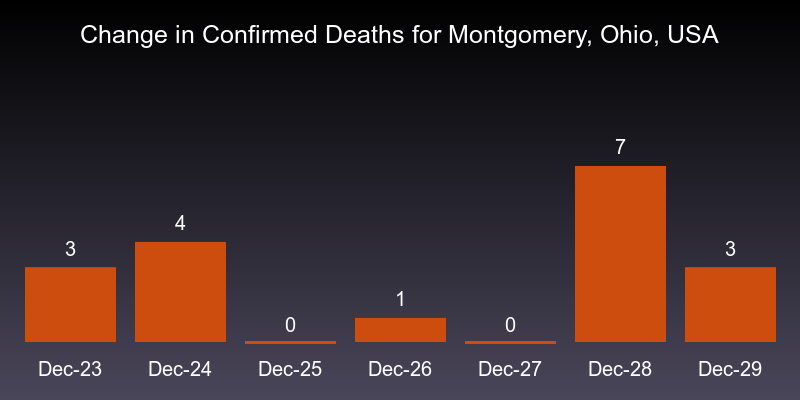 Change in Confirmed Deaths for Montgomery, Ohio, USA
3
4
0
1
0
7
3
Dec-23
Dec-24
Dec-25
Dec-26
Dec-27
Dec-28
Dec-29